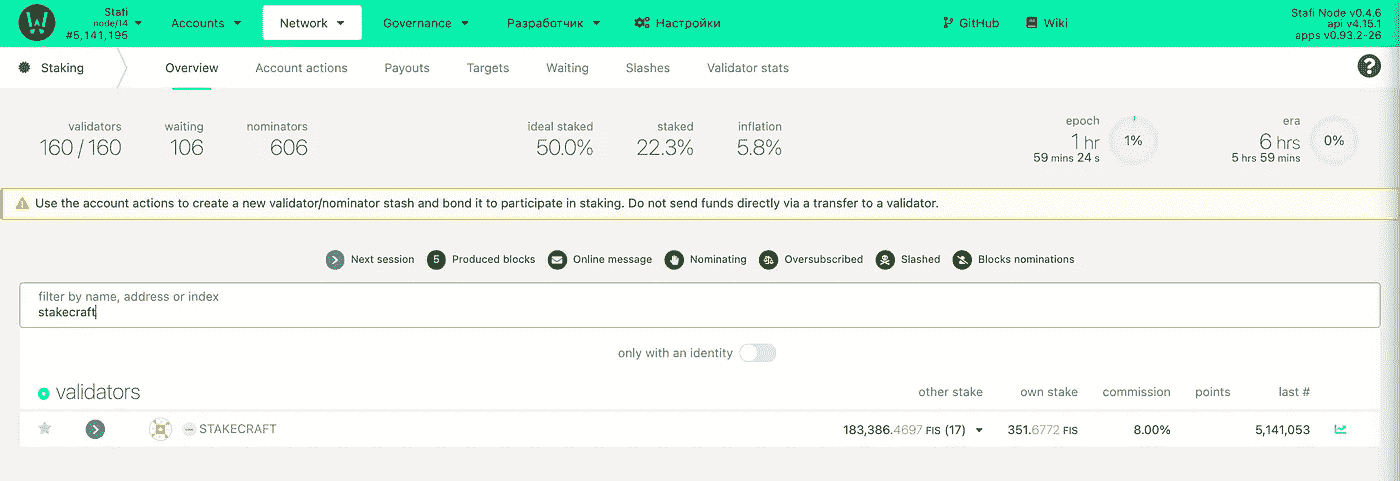 Stafi
node/14
#5,141,195
Accounts
Network
Governance
Разработчик
Настройки
GitHub
Wiki
Stafi Node v0.4.6
api v4.15.1
apps v0.93.2-26
Staking
Overview
Account actions
Payouts
Targets
Waiting
Slashes
Validator stats
validators
160 / 160
waiting
106
nominators
606
ideal staked
50.0%
staked
22.3%
inflation
5.8%
epoch
1 hr
59 mins 24 s
1%
era
6 hrs
5 hrs 59 mins
0%
Use the account actions to create a new validator/nominator stash and bond it to participate in staking. Do not send funds directly via a transfer to a validator.
Next session
5 Produced blocks
Online message
Nominating
Oversubscribed
Slashed
Blocks nominations
filter by name, address or index
stakecraft
only with an identity
validators other stake own stake commission points last #
STAKECRAFT 183,386.4697 FIS (17) 351.6772 FIS 8.00% 5,141,053